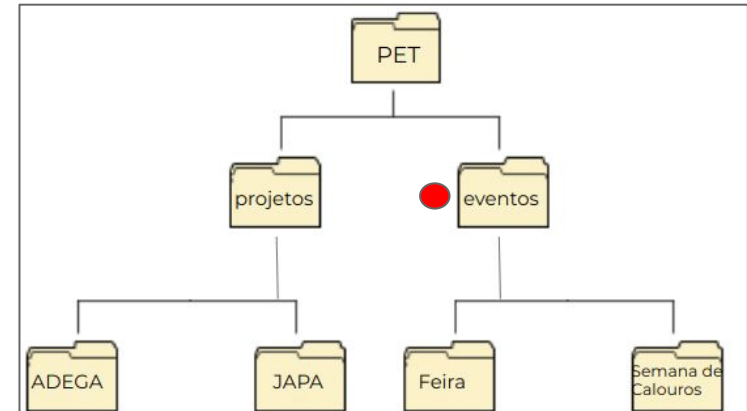 PET
projetos
eventos
ADEGA
JAPA
Feira
Semana de
Calouros